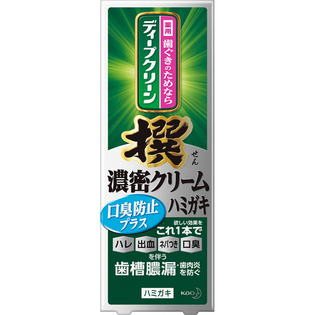 薬用 歯ぐきのためなら
ディープクリーン
撰
せん
濃密クリーム
ハミガキ
口臭防止
プラス
欲しい効果を
これ1本で
ハレ 出血 ネバつき 口臭
を伴う
歯槽膿漏・歯肉炎
を防ぐ
ハミガキ
Kao